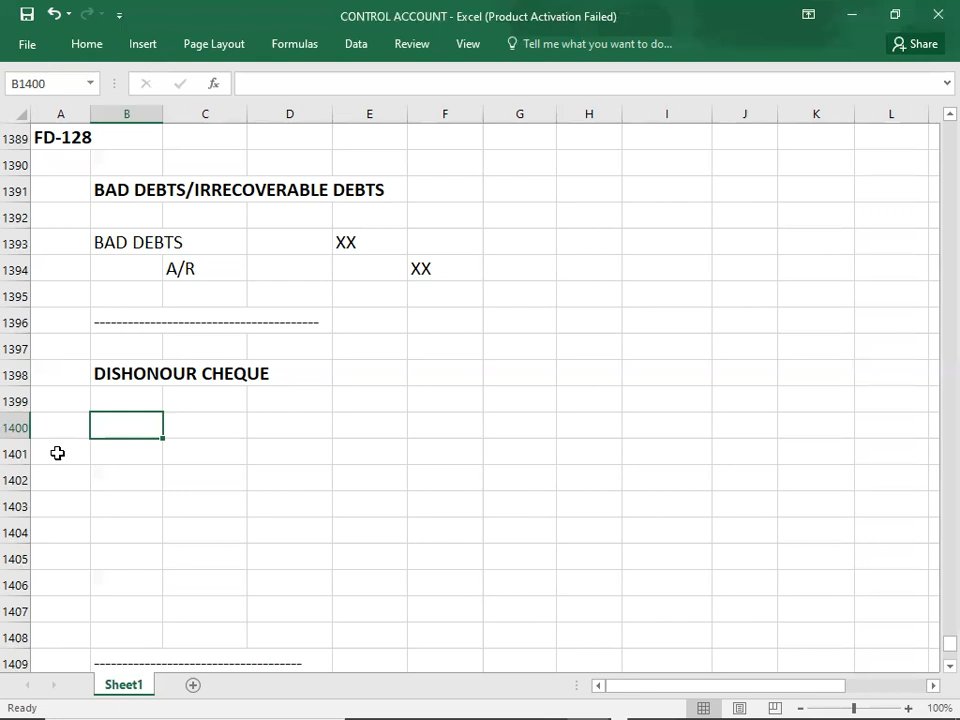 CONTROL ACCOUNT - Excel (Product Activation Failed)
File Home Insert Page Layout Formulas Data Review View Tell me what you want to do... Share
B1400 fx
A B C D E F G H I J K L
1389 FD-128
1390
1391 BAD DEBTS/IRRECOVERABLE DEBTS
1392
1393 BAD DEBTS XX
1394 A/R XX
1395
1396 ----------------------------------------
1397
1398 DISHONOUR CHEQUE
1399
1400
1401
1402
1403
1404
1405
1406
1407
1408
1409 -------------------------------------
Sheet1
Ready 100%